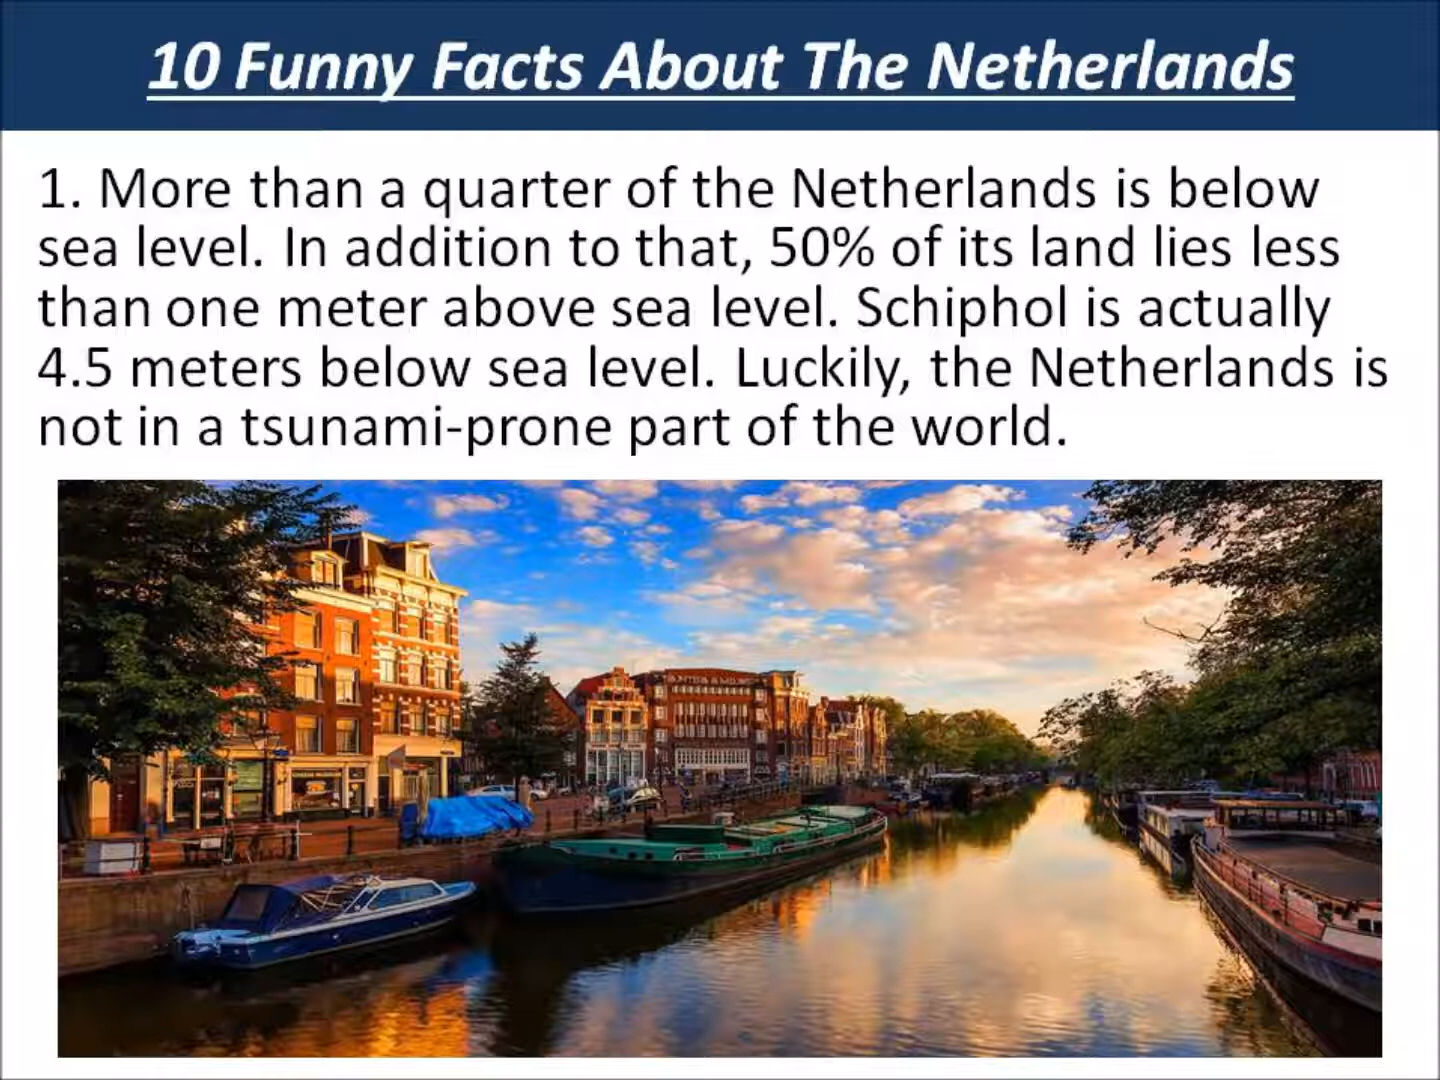 10 Funny Facts About The Netherlands
1. More than a quarter of the Netherlands is below
sea level. In addition to that, 50% of its land lies less
than one meter above sea level. Schiphol is actually
4.5 meters below sea level. Luckily, the Netherlands is
not in a tsunami-prone part of the world.